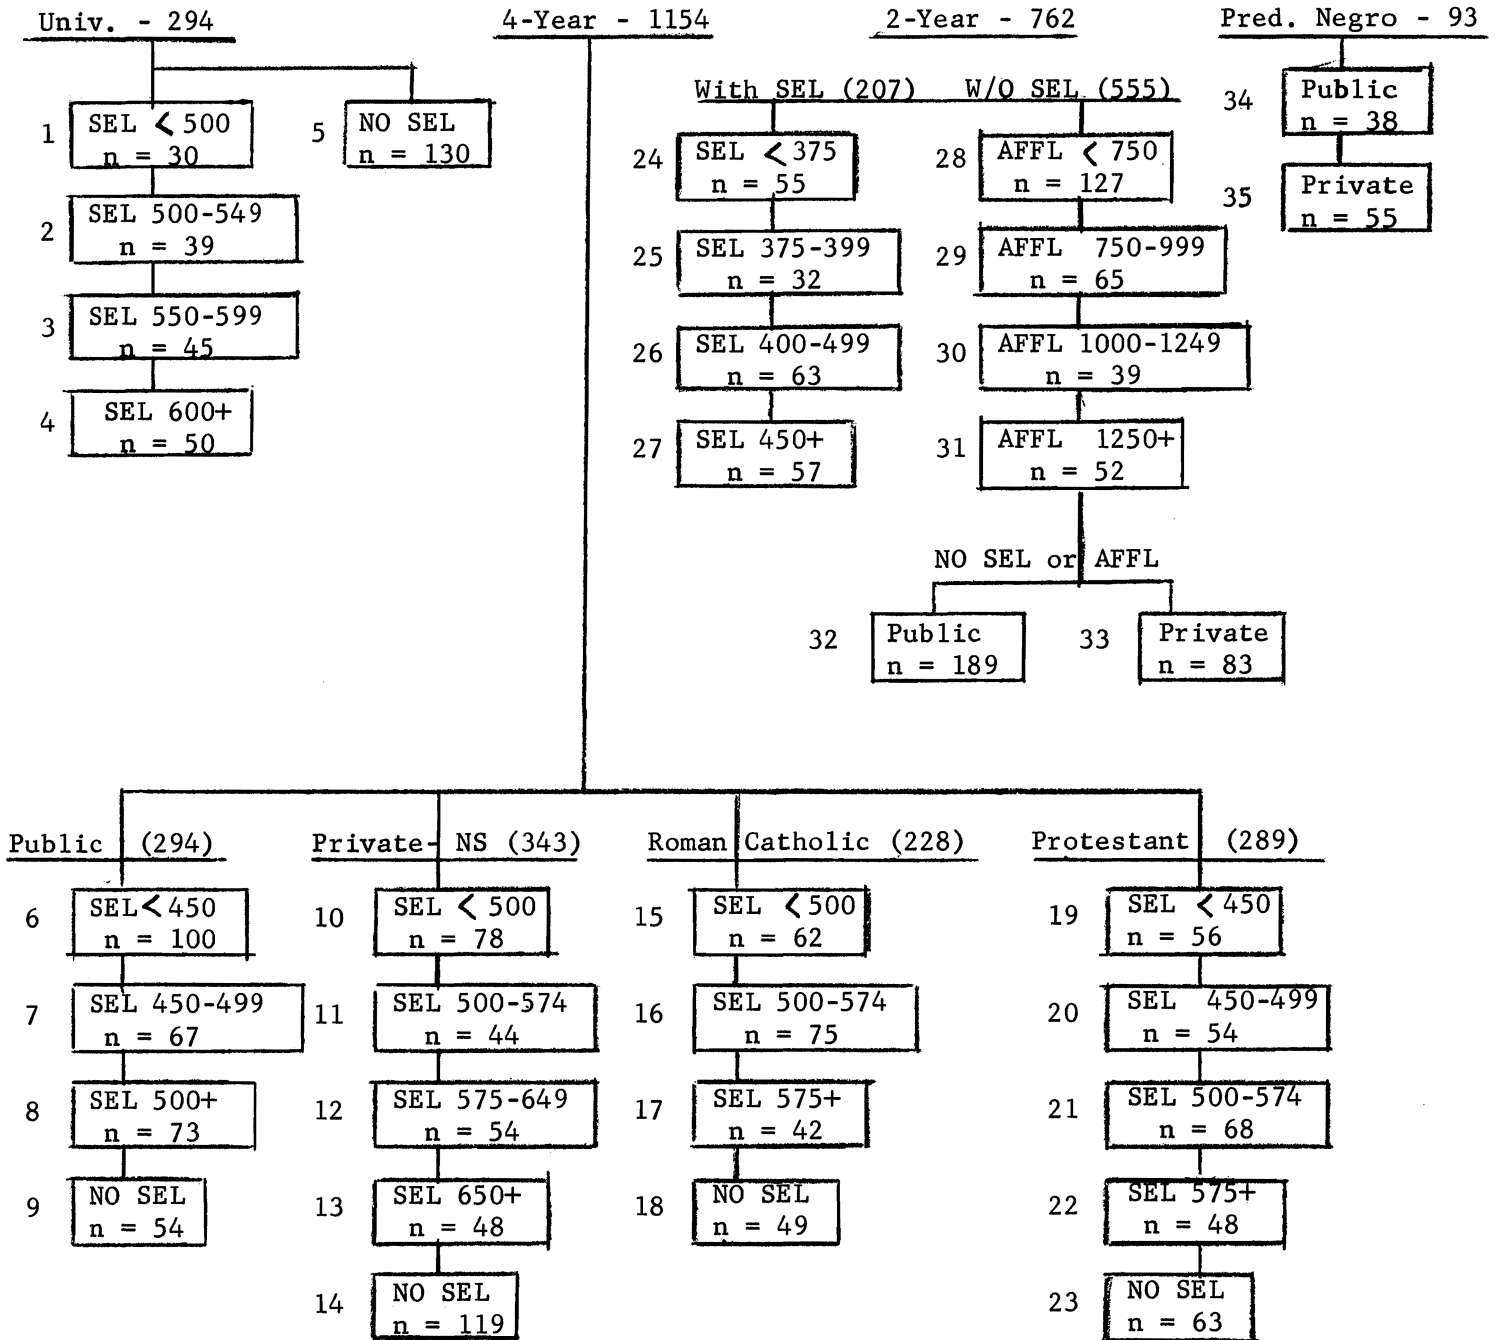 Univ. - 294
4-Year - 1154
2-Year - 762
Pred. Negro - 93
1
SEL < 500
n = 30
5
NO SEL
n = 130
2
SEL 500-549
n = 39
3
SEL 550-599
n = 45
4
SEL 600+
n = 50
With SEL (207)
W/O SEL (555)
24
SEL < 375
n = 55
25
SEL 375-399
n = 32
26
SEL 400-499
n = 63
27
SEL 450+
n = 57
28
AFFL < 750
n = 127
29
AFFL 750-999
n = 65
30
AFFL 1000-1249
n = 39
31
AFFL 1250+
n = 52
NO SEL or AFFL
32
Public
n = 189
33
Private
n = 83
34
Public
n = 38
35
Private
n = 55
Public (294)
6
SEL < 450
n = 100
7
SEL 450-499
n = 67
8
SEL 500+
n = 73
9
NO SEL
n = 54
Private- NS (343)
10
SEL < 500
n = 78
11
SEL 500-574
n = 44
12
SEL 575-649
n = 54
13
SEL 650+
n = 48
14
NO SEL
n = 119
Roman Catholic (228)
15
SEL < 500
n = 62
16
SEL 500-574
n = 75
17
SEL 575+
n = 42
18
NO SEL
n = 49
Protestant (289)
19
SEL < 450
n = 56
20
SEL 450-499
n = 54
21
SEL 500-574
n = 68
22
SEL 575+
n = 48
23
NO SEL
n = 63